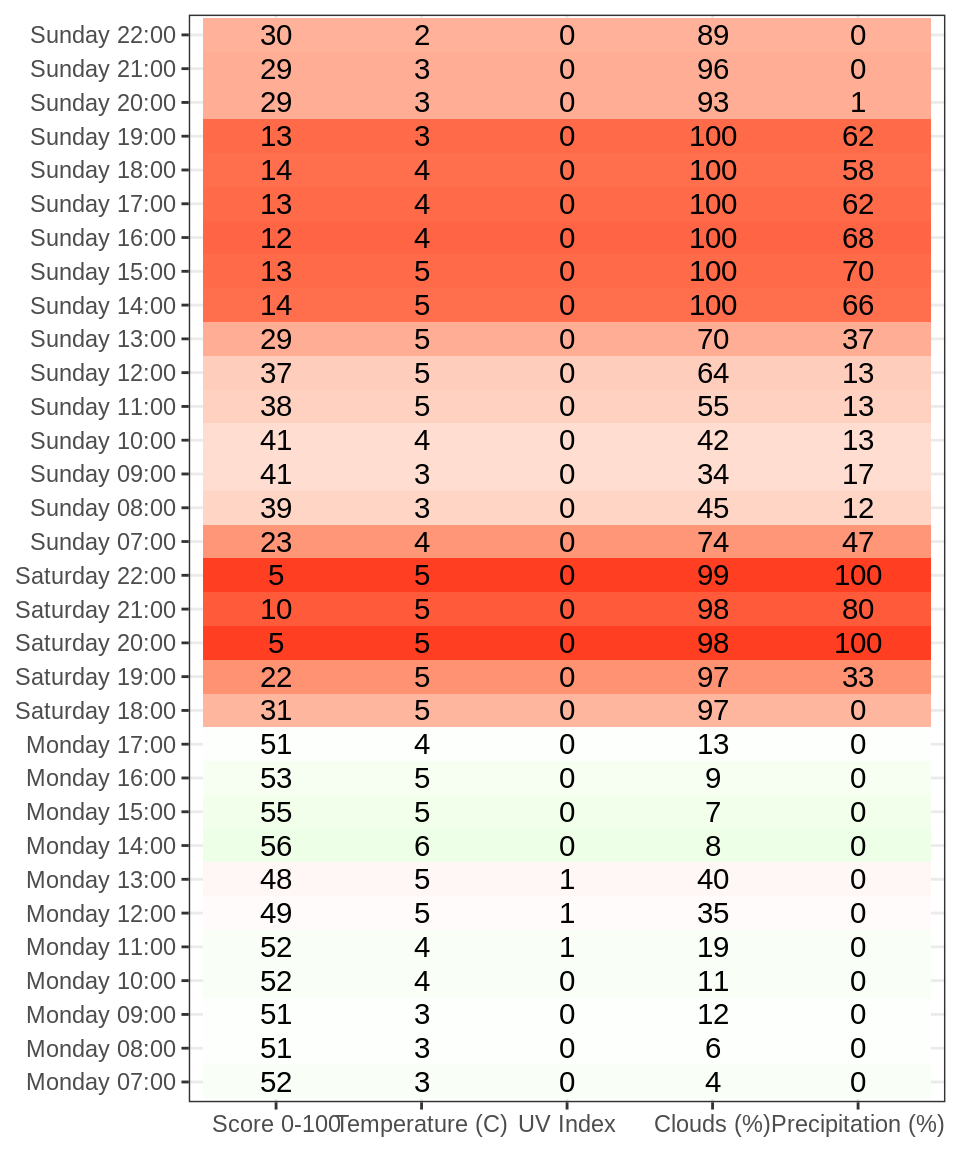 Sunday 22:00 30 2 0 89 0
Sunday 21:00 29 3 0 96 0
Sunday 20:00 29 3 0 93 1
Sunday 19:00 13 3 0 100 62
Sunday 18:00 14 4 0 100 58
Sunday 17:00 13 4 0 100 62
Sunday 16:00 12 4 0 100 68
Sunday 15:00 13 5 0 100 70
Sunday 14:00 14 5 0 100 66
Sunday 13:00 29 5 0 70 37
Sunday 12:00 37 5 0 64 13
Sunday 11:00 38 5 0 55 13
Sunday 10:00 41 4 0 42 13
Sunday 09:00 41 3 0 34 17
Sunday 08:00 39 3 0 45 12
Sunday 07:00 23 4 0 74 47
Saturday 22:00 5 5 0 99 100
Saturday 21:00 10 5 0 98 80
Saturday 20:00 5 5 0 98 100
Saturday 19:00 22 5 0 97 33
Saturday 18:00 31 5 0 97 0
Monday 17:00 51 4 0 13 0
Monday 16:00 53 5 0 9 0
Monday 15:00 55 5 0 7 0
Monday 14:00 56 6 0 8 0
Monday 13:00 48 5 1 40 0
Monday 12:00 49 5 1 35 0
Monday 11:00 52 4 1 19 0
Monday 10:00 52 4 0 11 0
Monday 09:00 51 3 0 12 0
Monday 08:00 51 3 0 6 0
Monday 07:00 52 3 0 4 0
Score 0-100 Temperature (C) UV Index Clouds (%) Precipitation (%)